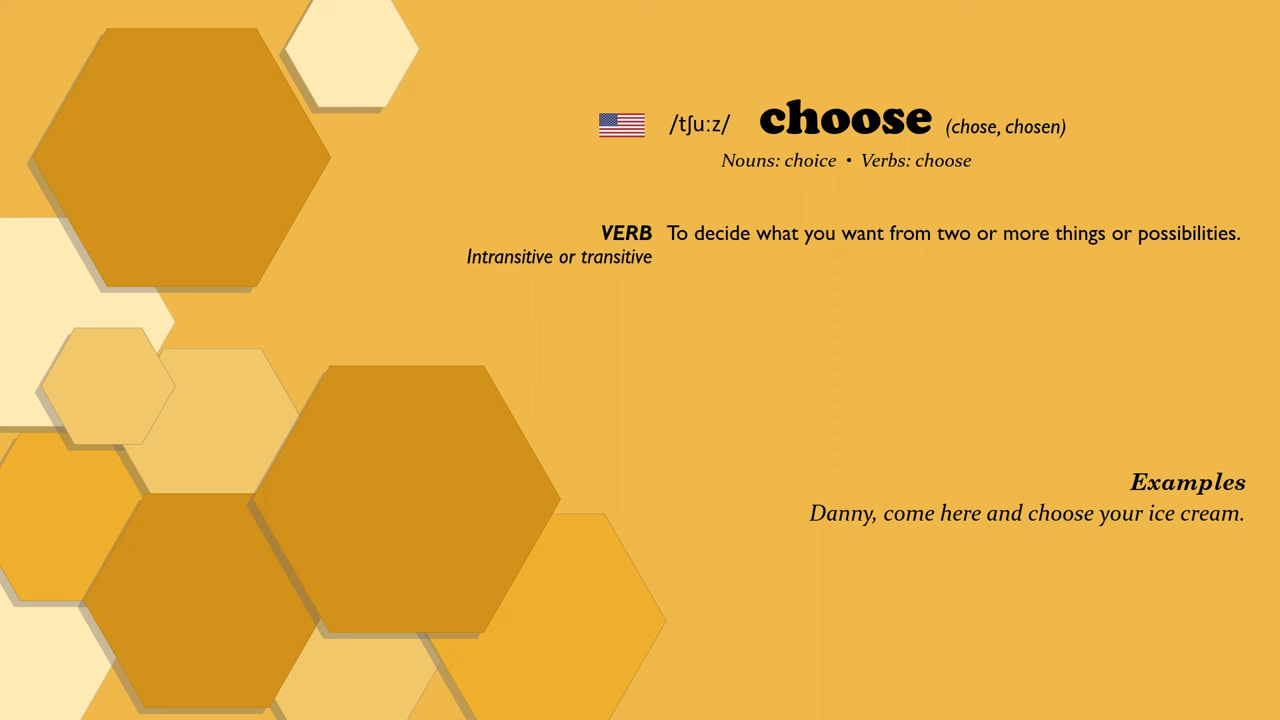 /tʃuːz/ choose (chose, chosen)
Nouns: choice • Verbs: choose
VERB To decide what you want from two or more things or possibilities.
Intransitive or transitive
Examples
Danny, come here and choose your ice cream.